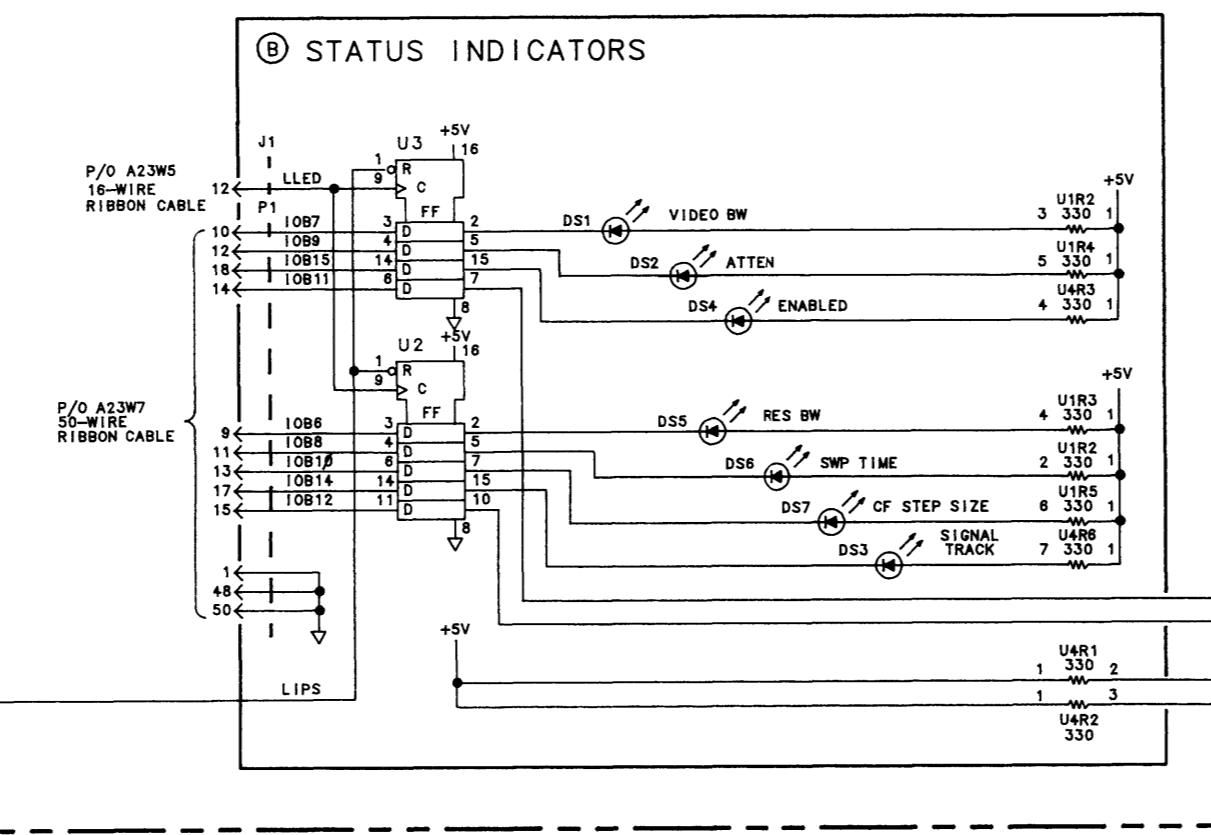 B STATUS INDICATORS
J1
U3
+5V
16
1
R
9
C
P/O A23W5
16-WIRE
RIBBON CABLE
12
LLED
P1
FF
10
IOB7
3
D
2
12
IOB9
4
D
5
18
IOB15
14
D
15
14
IOB11
6
D
7
8
DS1
VIDEO BW
3
U1R2
330
1
+5V
DS2
ATTEN
5
U1R4
330
1
DS4
ENABLED
4
U4R3
330
1
U2
+5V
16
1
R
9
C
FF
P/O A23W7
50-WIRE
RIBBON CABLE
9
IOB6
3
D
2
11
IOB8
4
D
5
13
IOB10
6
D
7
17
IOB14
14
D
15
15
IOB12
11
D
10
8
DS5
RES BW
4
U1R3
330
1
+5V
DS6
SWP TIME
2
U1R2
330
1
DS7
CF STEP SIZE
6
U1R5
330
1
DS3
SIGNAL
TRACK
7
U4R6
330
1
1
48
50
+5V
LIPS
U4R1
1
330
2
1
3
U4R2
330